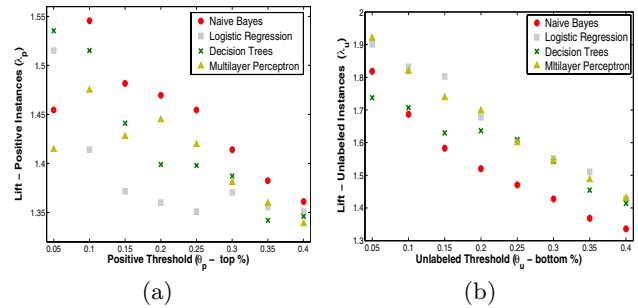 Lift − Positive Instances (λp)
1.55
1.45
1.4
1.35
Naive Bayes
Logistic Regression
Decision Trees
Multilayer Perceptron
0.05 0.1 0.15 0.2 0.25 0.3 0.35 0.4
Positive Threshold (θp − top %)
(a)
Lift − Unlabeled Instances (λu)
2
1.9
1.8
1.7
1.6
1.5
1.4
1.3
Naive Bayes
Logistic Regression
Decision Trees
Mltilayer Perceptron
0.05 0.1 0.15 0.2 0.25 0.3 0.35 0.4
Unlabeled Threshold (θu − bottom %)
(b)